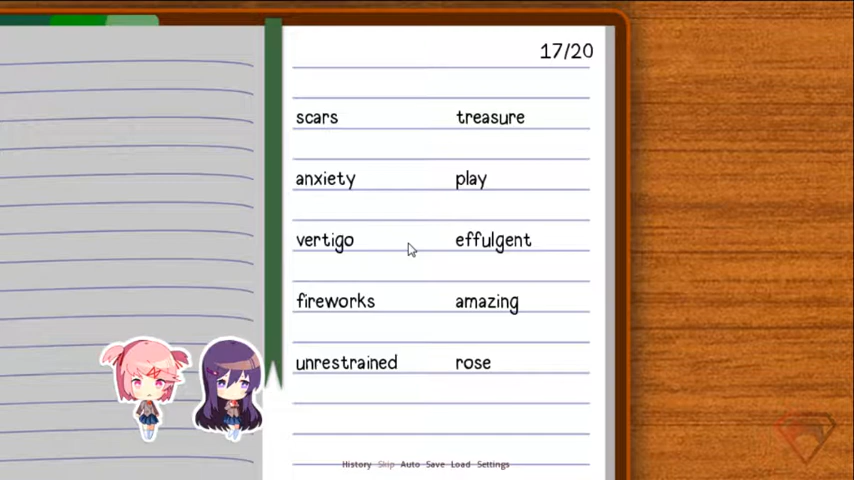 17/20
scars treasure
anxiety play
vertigo effulgent
fireworks amazing
unrestrained rose
History Skip Auto Save Load Settings